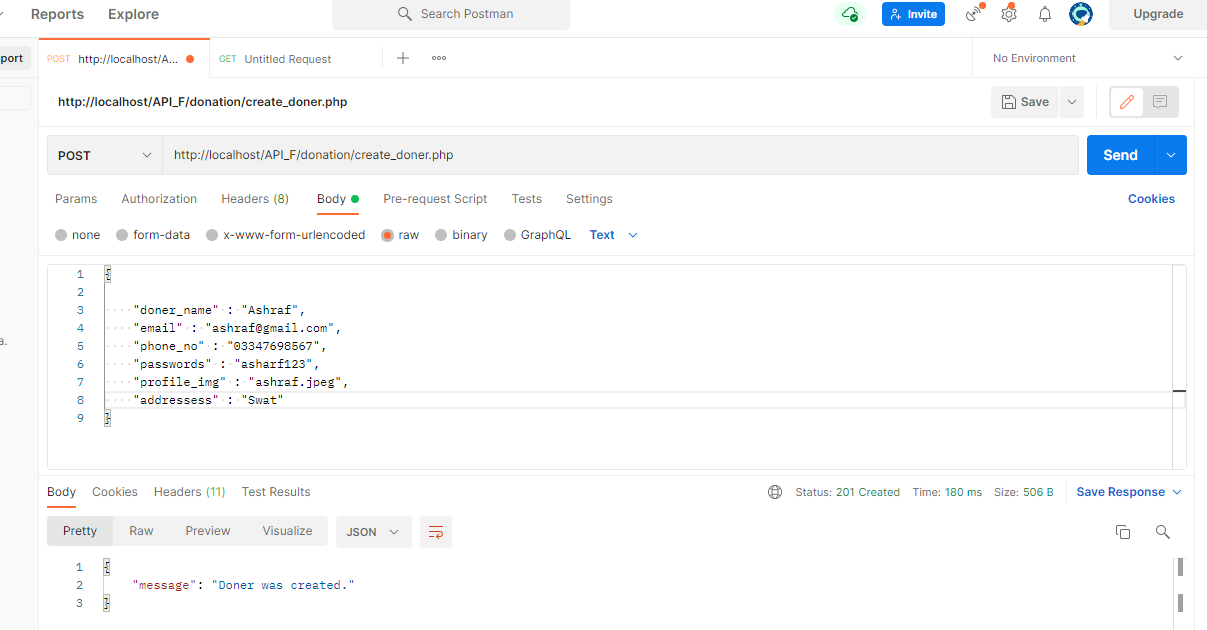 Reports Explore Search Postman Invite Upgrade
port POST http://localhost/A... GET Untitled Request No Environment
http://localhost/API_F/donation/create_doner.php Save
POST http://localhost/API_F/donation/create_doner.php Send
Params Authorization Headers (8) Body Pre-request Script Tests Settings Cookies
none form-data x-www-form-urlencoded raw binary GraphQL Text
1 {
2
3 "doner_name" : "Ashraf",
a. 4 "email" : "ashraf@gmail.com",
5 "phone_no" : "03347698567",
6 "passwords" : "asharf123",
7 "profile_img" : "ashraf.jpeg",
8 "addressess" : "Swat"
9 }
Body Cookies Headers (11) Test Results Status: 201 Created Time: 180 ms Size: 506 B Save Response
Pretty Raw Preview Visualize JSON
1 {
2 "message": "Doner was created."
3 }